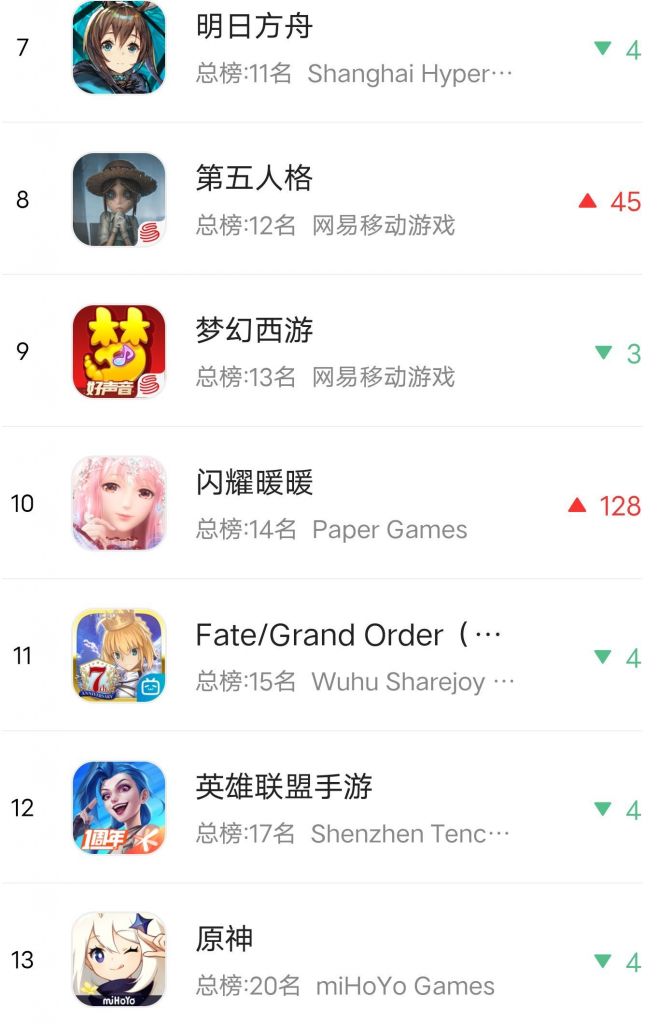 7
明日方舟
总榜:11名 Shanghai Hyper…
▼ 4
8
第五人格
总榜:12名 网易移动游戏
▲ 45
9
好声音
梦幻西游
总榜:13名 网易移动游戏
▼ 3
10
闪耀暖暖
总榜:14名 Paper Games
▲ 128
11
7th
ANNIVERSARY
Fate/Grand Order（…
总榜:15名 Wuhu Sharejoy …
▼ 4
12
1周年
英雄联盟手游
总榜:17名 Shenzhen Tenc…
▼ 4
13
miHoYo
原神
总榜:20名 miHoYo Games
▼ 4